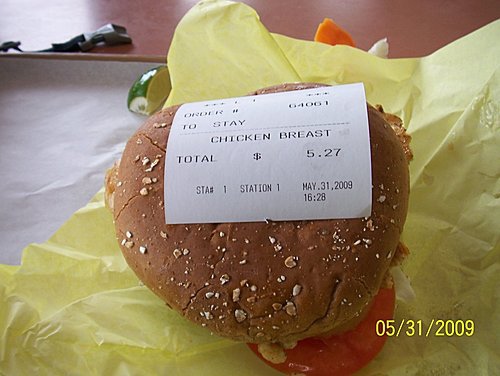 ORDER # 64061
TO STAY
CHICKEN BREAST
TOTAL $ 5.27
STA# 1 STATION 1 MAY.31,2009
16:28
05/31/2009